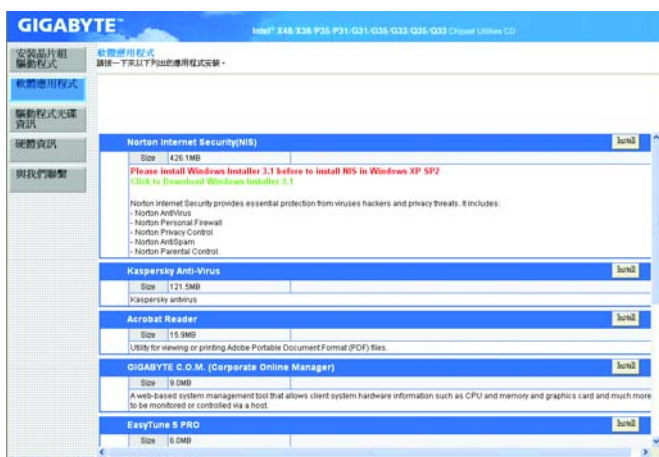 GIGABYTE™
Intel® X48/X38/P35/P31/G31/G35/G33/Q35/Q33 Chipset Utilities CD
安裝晶片組
驅動程式
軟體應用程式
驅動程式光碟
資訊
硬體資訊
與我們聯繫
軟體應用程式
請按一下來以下列出的應用程式安裝。
Norton Internet Security(NIS)
Install
Size 426.1MB
Please install Windows Installer 3.1 before to install NIS in Windows XP SP2
Click to Download Windows Installer 3.1
Norton Internet Security provides essential protection from viruses hackers and privacy threats. It includes:
- Norton AntiVirus
- Norton Personal Firewall
- Norton Privacy Control
- Norton AntiSpam
- Norton Parental Control
Kaspersky Anti-Virus
Install
Size 121.5MB
Kaspersky antivirus
Acrobat Reader
Install
Size 15.9MB
Utility for viewing or printing Adobe Portable Document Format (PDF) files.
GIGABYTE C.O.M. (Corporate Online Manager)
Install
Size 9.0MB
A web-based system management tool that allows client system hardware information such as CPU and memory and graphics card and much more
to be monitored or controlled via a host.
EasyTune 5 PRO
Install
Size 6.0MB